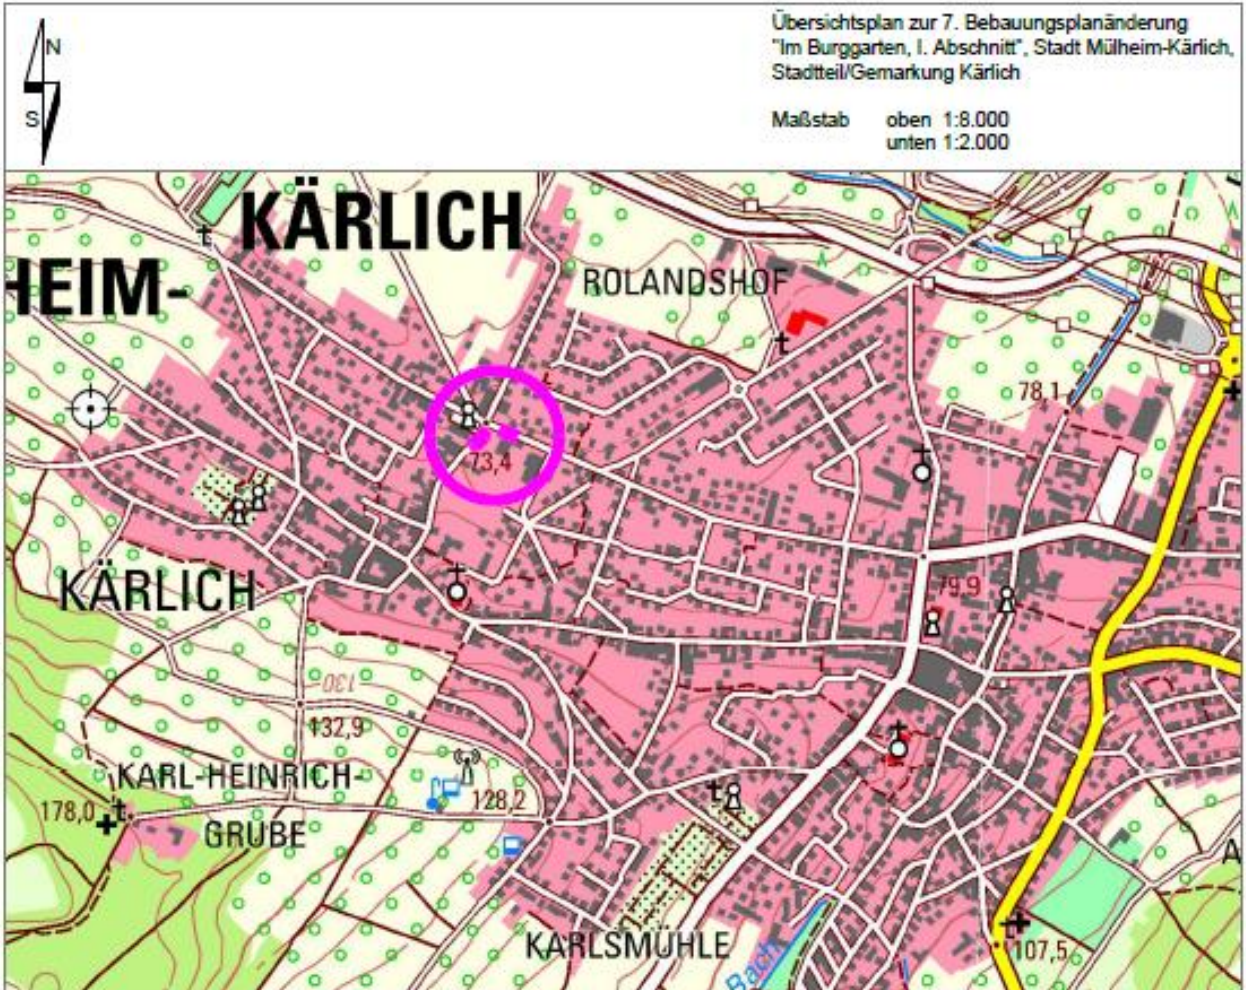 N
S
Übersichtsplan zur 7. Bebauungsplanänderung
"Im Burggarten, I. Abschnitt", Stadt Mülheim-Kärlich,
Stadtteil/Gemarkung Kärlich
Maßstab oben 1:8.000
unten 1:2.000
KÄRLICH
HEIM-
ROLANDSHOF
78,1
73,4
KÄRLICH
79,9
130
132,9
KARL-HEINRICH-
GRUBE
128,2
178,0
KARLSMÜHLE
Bach
107,5
A